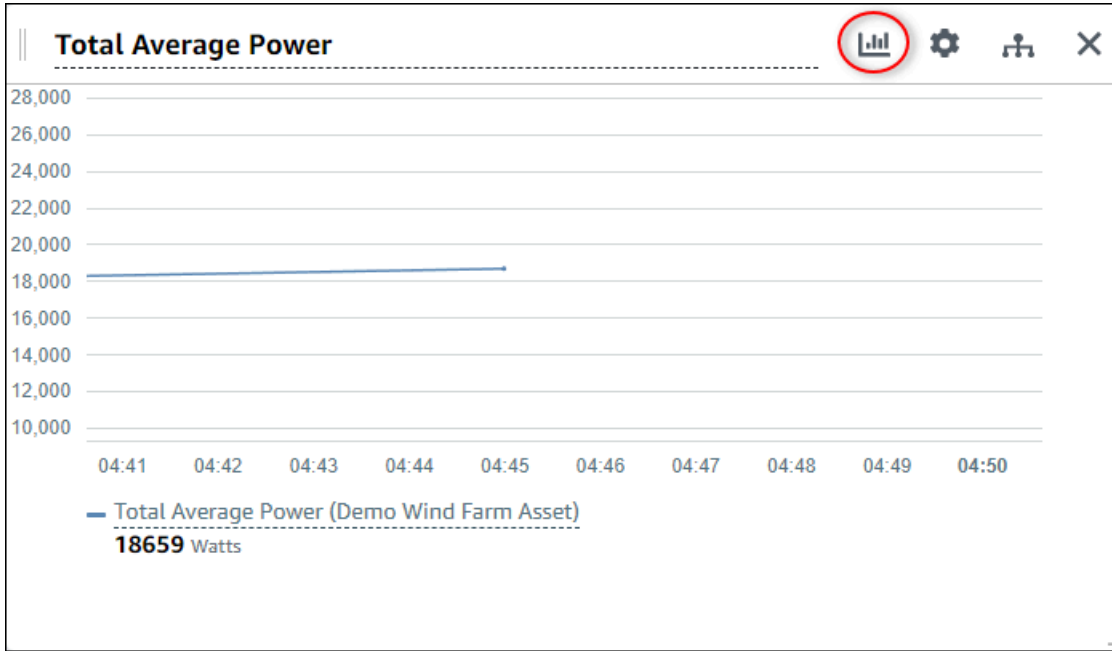 Total Average Power
28,000
26,000
24,000
22,000
20,000
18,000
16,000
14,000
12,000
10,000
04:41 04:42 04:43 04:44 04:45 04:46 04:47 04:48 04:49 04:50
Total Average Power (Demo Wind Farm Asset)
18659 Watts